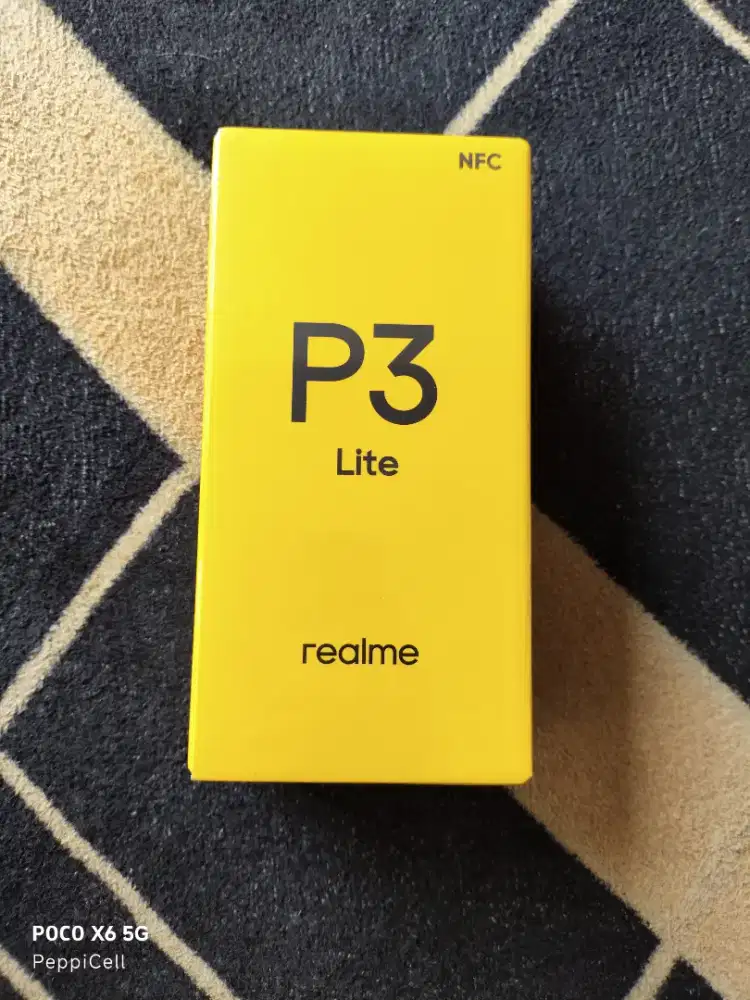 NFC
P3
Lite
realme
POCO X6 5G
PeppiCell